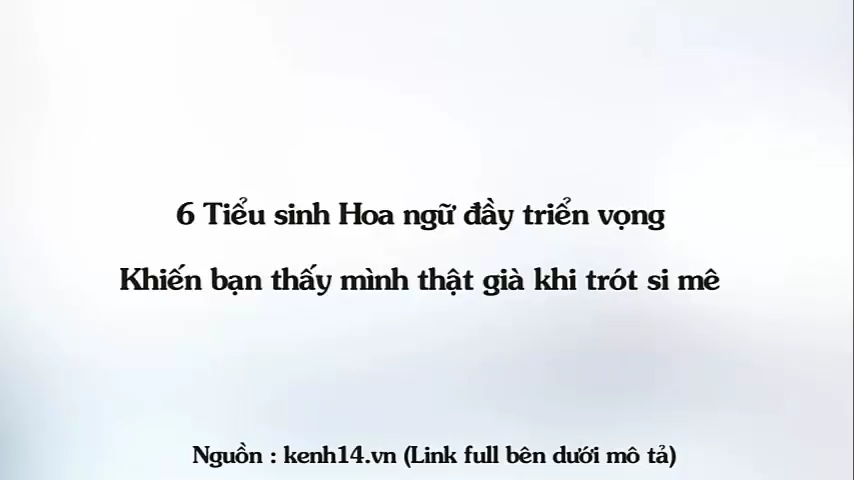 6 Tiểu sinh Hoa ngữ đầy triển vọng
Khiến bạn thấy mình thật già khi trót si mê
Nguồn : kenh14.vn (Link full bên dưới mô tả)